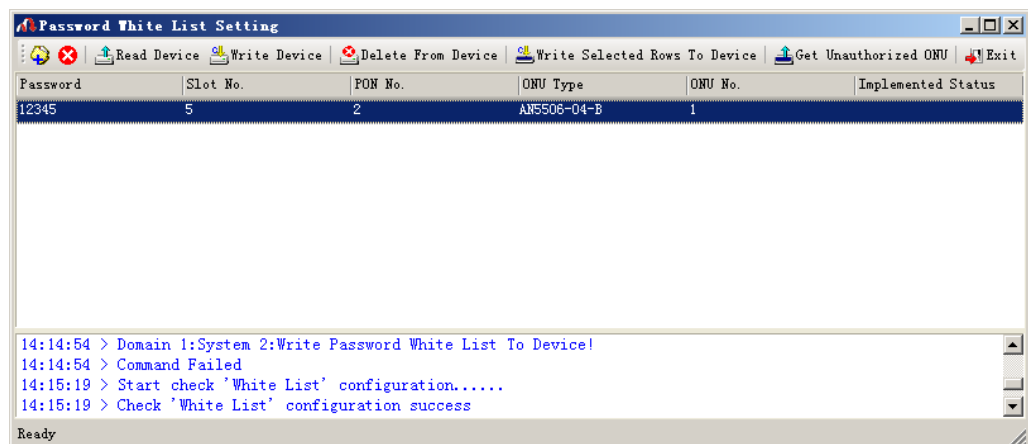 Password White List Setting
Read Device Write Device Delete From Device Write Selected Rows To Device Get Unauthorized ONU Exit
Password Slot No. PON No. ONU Type ONU No. Implemented Status
12345 5 2 AN5506-04-B 1
14:14:54 > Domain 1:System 2:Write Password White List To Device!
14:14:54 > Command Failed
14:15:19 > Start check 'White List' configuration......
14:15:19 > Check 'White List' configuration success
Ready